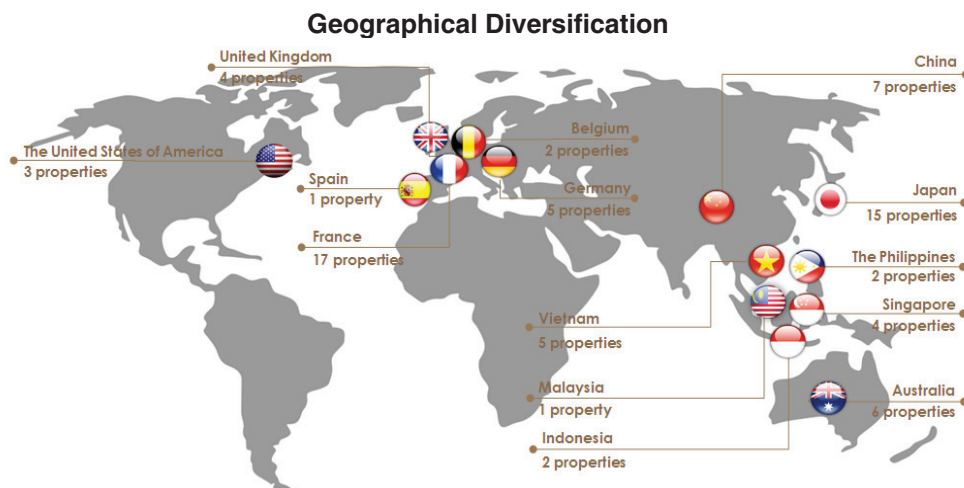 Geographical Diversification
United Kingdom
4 properties
China
7 properties
The United States of America
3 properties
Belgium
2 properties
Spain
1 property
Germany
5 properties
Japan
15 properties
France
17 properties
The Philippines
2 properties
Singapore
4 properties
Vietnam
5 properties
Malaysia
1 property
Australia
6 properties
Indonesia
2 properties